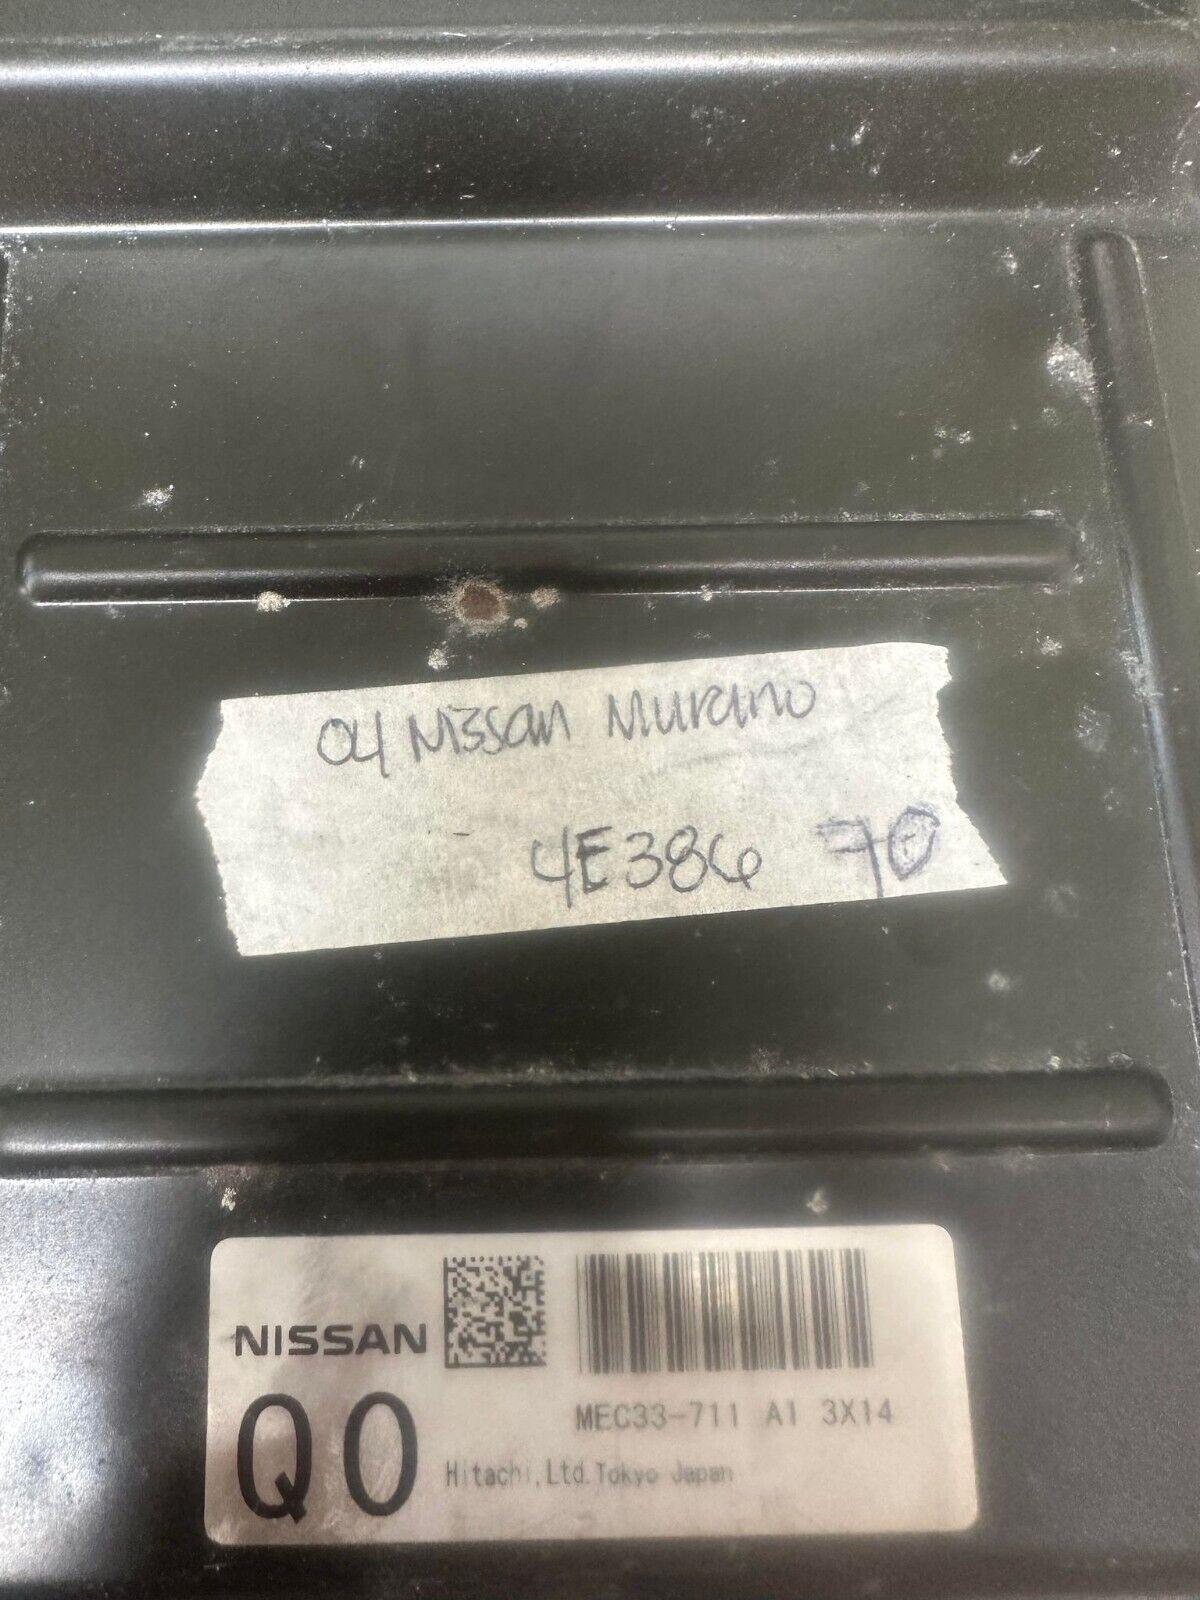 04 Nissan Murano
4E386 70
NISSAN
MEC33-711 A1 3X14
Q0
Hitachi,Ltd.Tokyo Japan